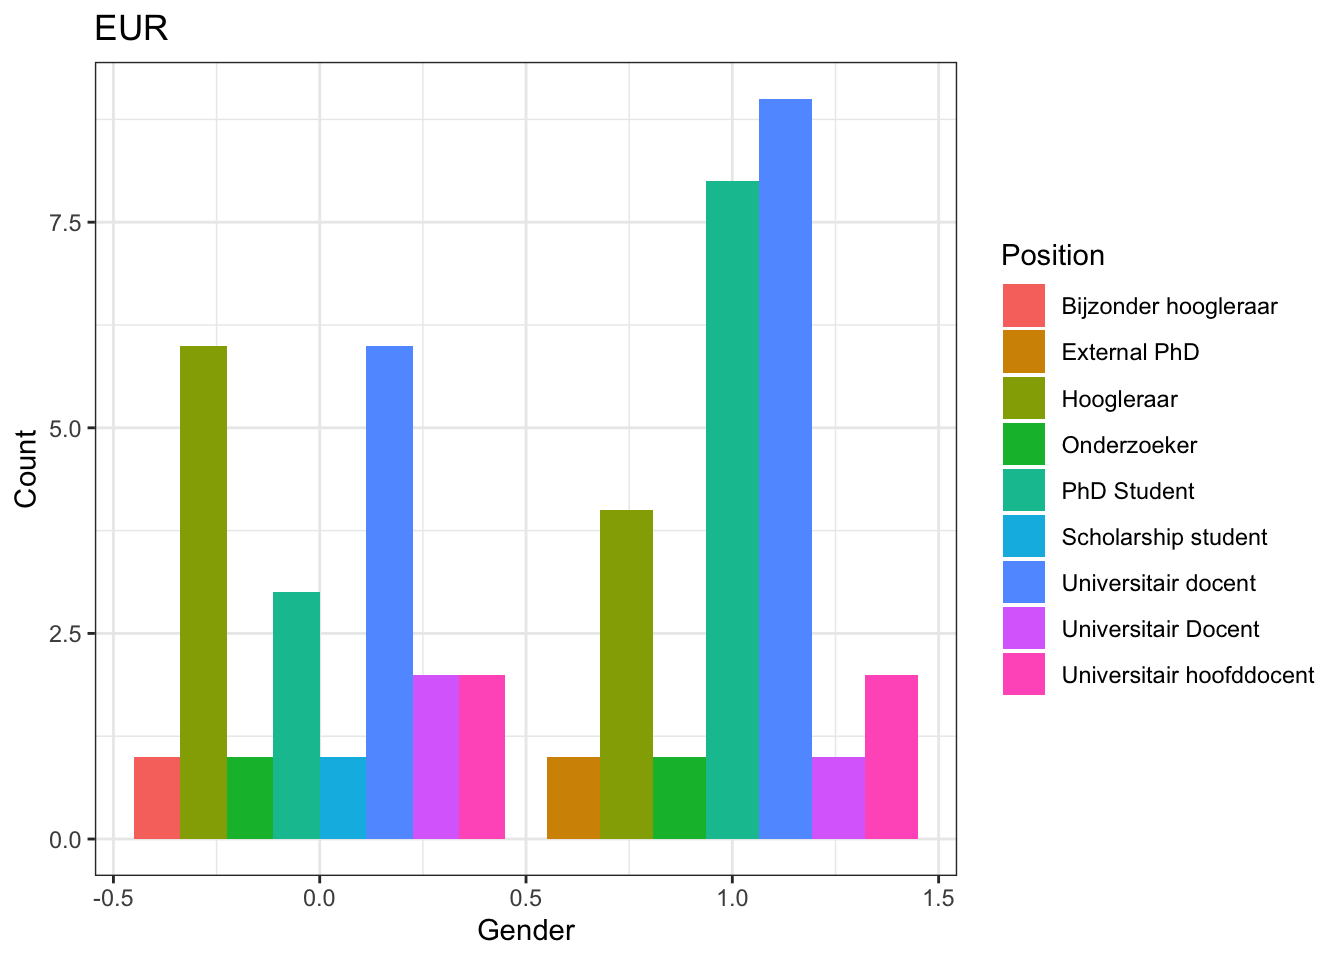 EUR
7.5
5.0
2.5
0.0
Count
-0.5 0.0 0.5 1.0 1.5
Gender
Position
Bijzonder hoogleraar
External PhD
Hoogleraar
Onderzoeker
PhD Student
Scholarship student
Universitair docent
Universitair Docent
Universitair hoofddocent